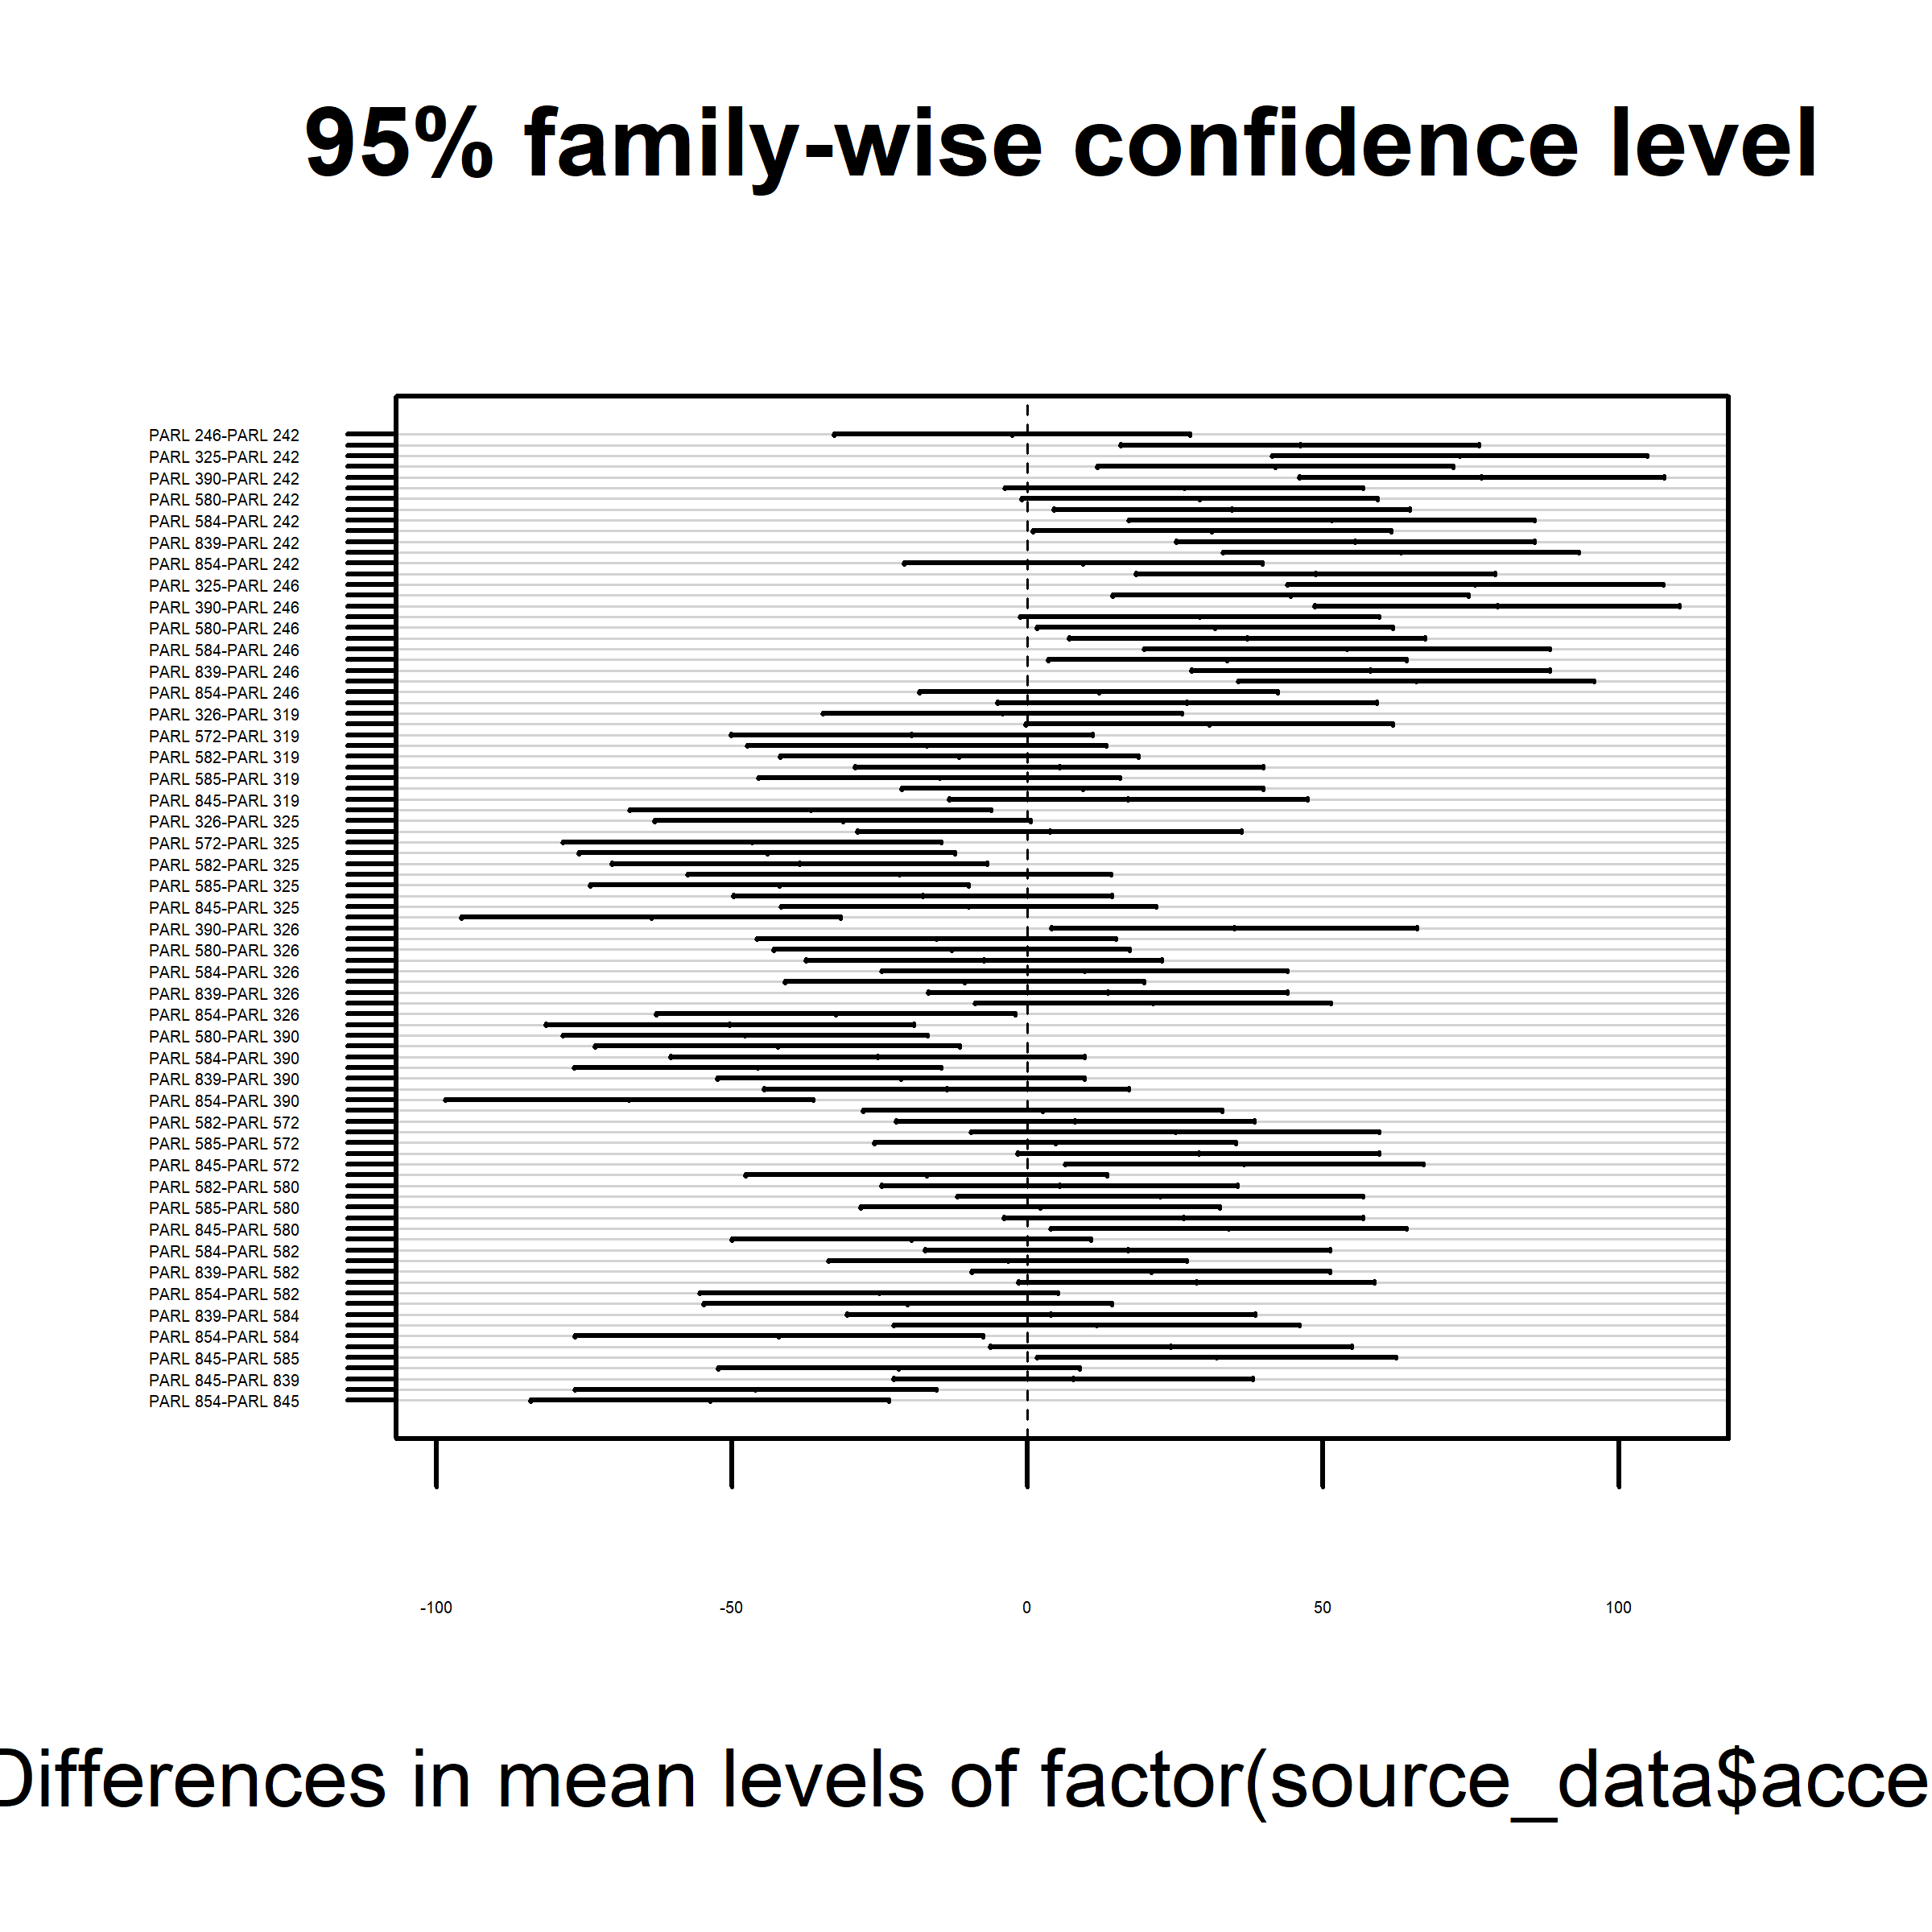 95% family-wise confidence level
PARL 246-PARL 242
PARL 325-PARL 242
PARL 390-PARL 242
PARL 580-PARL 242
PARL 584-PARL 242
PARL 839-PARL 242
PARL 854-PARL 242
PARL 325-PARL 246
PARL 390-PARL 246
PARL 580-PARL 246
PARL 584-PARL 246
PARL 839-PARL 246
PARL 854-PARL 246
PARL 326-PARL 319
PARL 572-PARL 319
PARL 582-PARL 319
PARL 585-PARL 319
PARL 845-PARL 319
PARL 326-PARL 325
PARL 572-PARL 325
PARL 582-PARL 325
PARL 585-PARL 325
PARL 845-PARL 325
PARL 390-PARL 326
PARL 580-PARL 326
PARL 584-PARL 326
PARL 839-PARL 326
PARL 854-PARL 326
PARL 580-PARL 390
PARL 584-PARL 390
PARL 839-PARL 390
PARL 854-PARL 390
PARL 582-PARL 572
PARL 585-PARL 572
PARL 845-PARL 572
PARL 582-PARL 580
PARL 585-PARL 580
PARL 845-PARL 580
PARL 584-PARL 582
PARL 839-PARL 582
PARL 854-PARL 582
PARL 839-PARL 584
PARL 854-PARL 584
PARL 845-PARL 585
PARL 845-PARL 839
PARL 854-PARL 845
-100 -50 0 50 100
Differences in mean levels of factor(source_data$acce